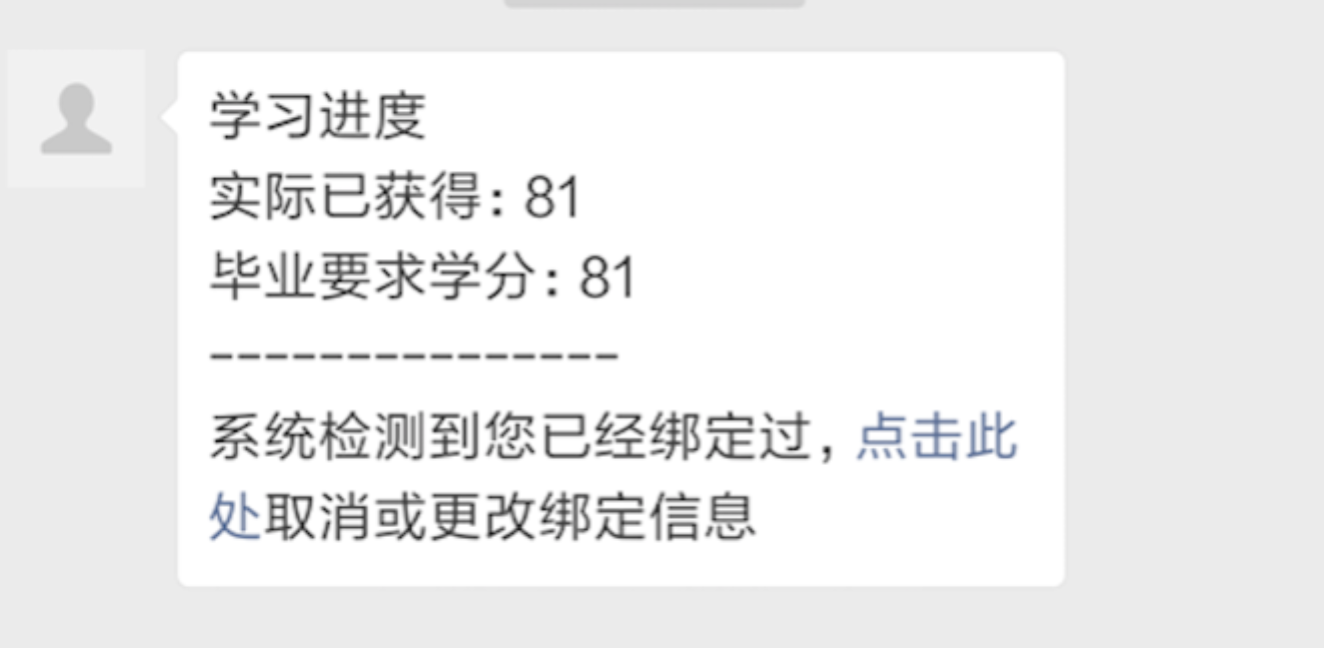 学习进度
实际已获得: 81
毕业要求学分: 81
---------------
系统检测到您已经绑定过, 点击此
处取消或更改绑定信息